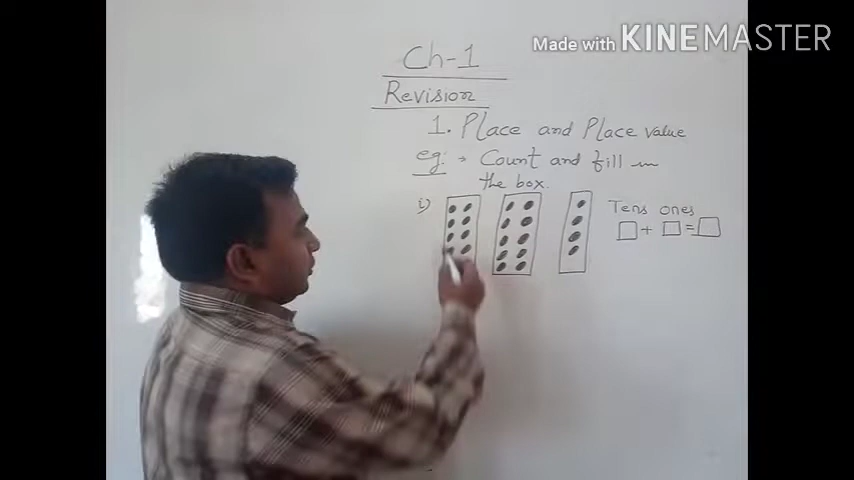 Made with KINEMASTER
Ch-1
Revision
1. Place and Place value
eg: → Count and fill in
the box.
i)
Tens ones
+ =